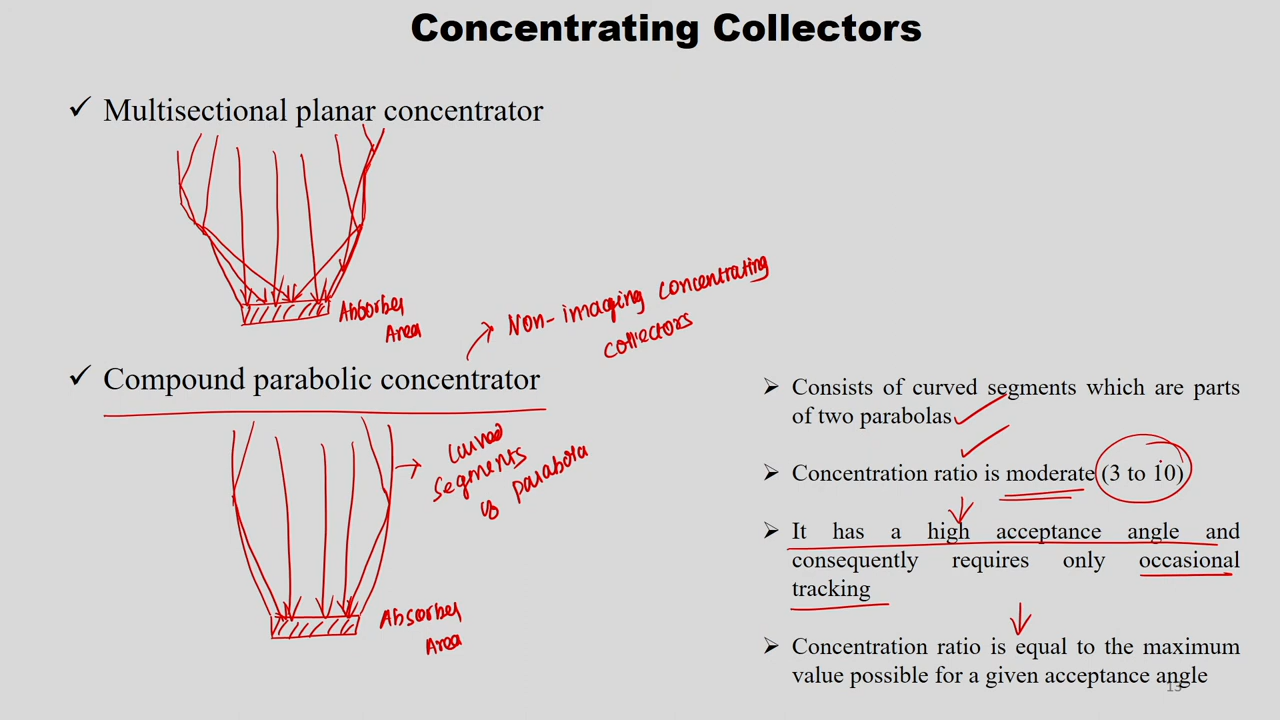 Concentrating Collectors
✓ Multisectional planar concentrator
Absorber
Area
Non-imaging concentrating
collectors
✓ Compound parabolic concentrator
Curved
segments
of parabola
Absorber
Area
➢ Consists of curved segments which are parts
of two parabolas
➢ Concentration ratio is moderate (3 to 10)
➢ It has a high acceptance angle and
consequently requires only occasional
tracking
➢ Concentration ratio is equal to the maximum
value possible for a given acceptance angle
13